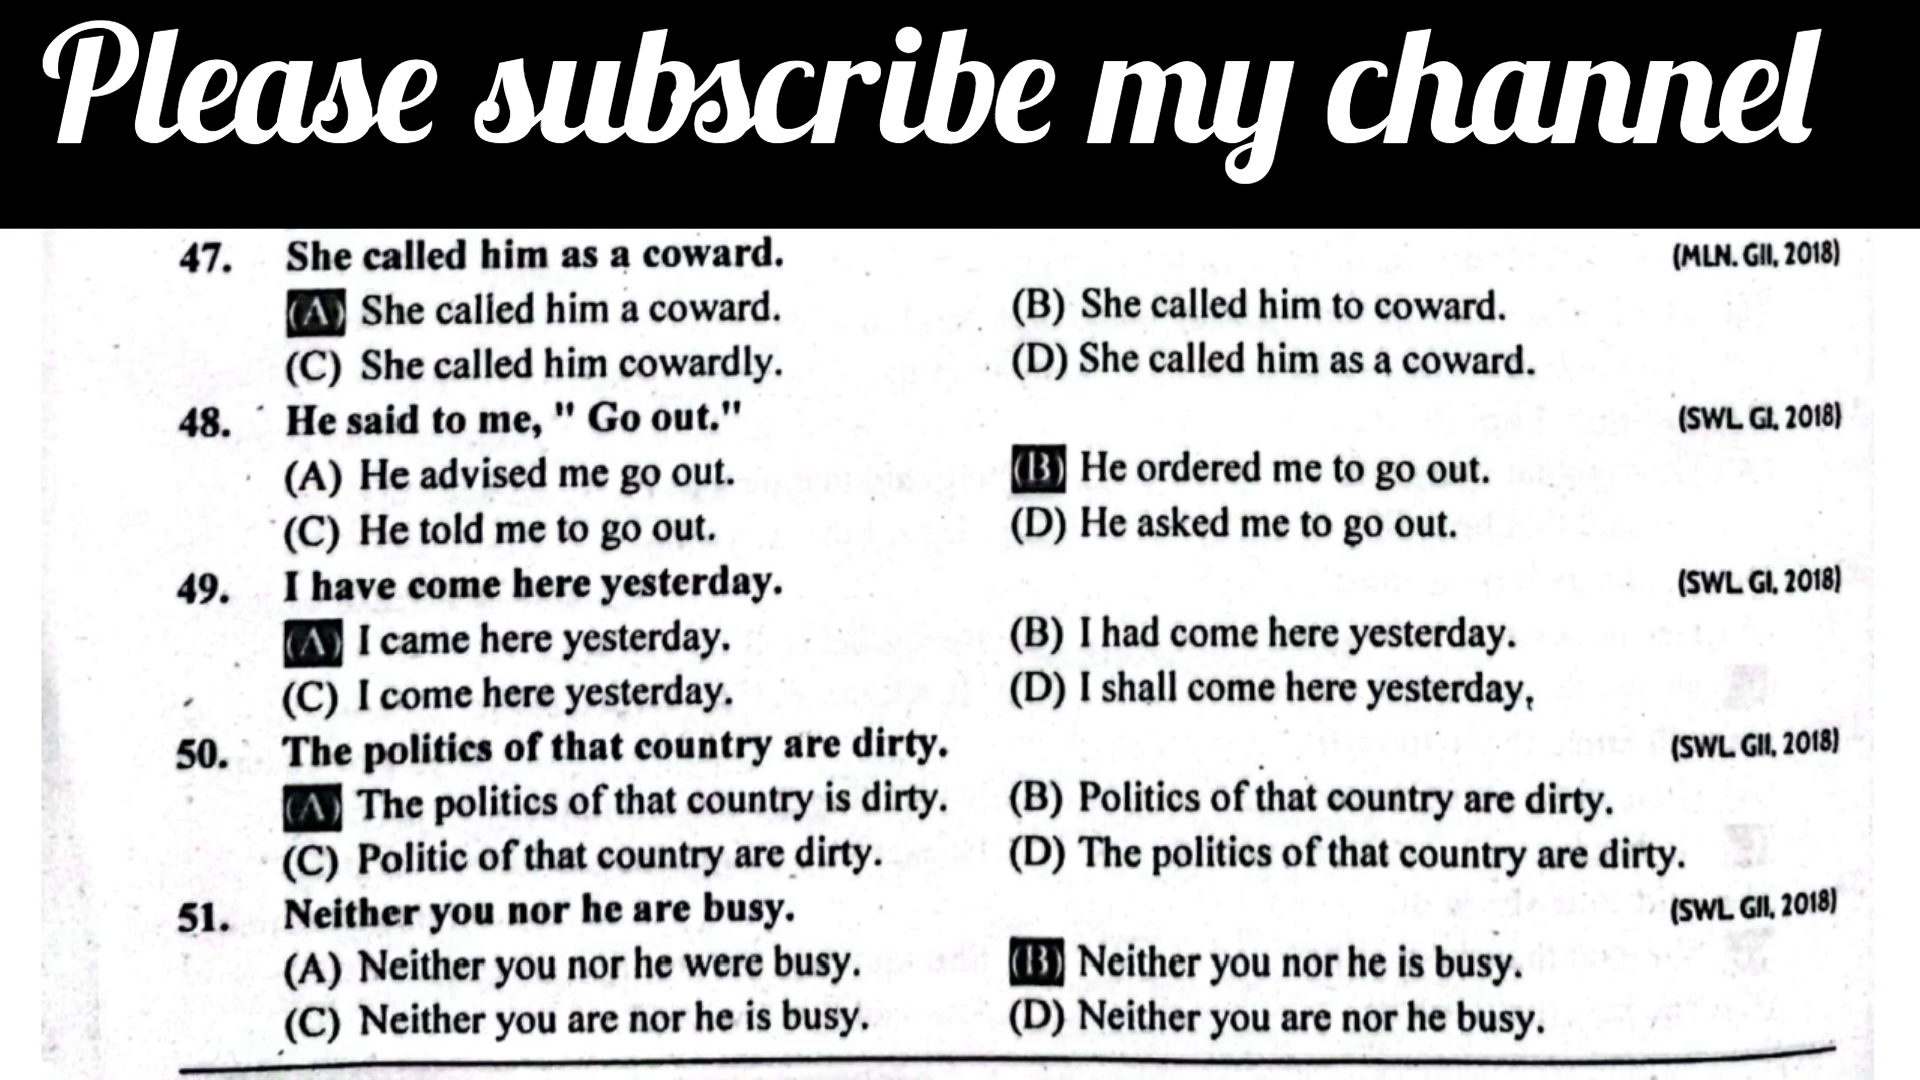 Please subscribe my channel
47. She called him as a coward. (MLN. GII, 2018)
(A) She called him a coward. (B) She called him to coward.
(C) She called him cowardly. (D) She called him as a coward.
48. He said to me, " Go out." (SWL GI, 2018)
(A) He advised me go out. (B) He ordered me to go out.
(C) He told me to go out. (D) He asked me to go out.
49. I have come here yesterday. (SWL GI, 2018)
(A) I came here yesterday. (B) I had come here yesterday.
(C) I come here yesterday. (D) I shall come here yesterday,
50. The politics of that country are dirty. (SWL GII, 2018)
(A) The politics of that country is dirty. (B) Politics of that country are dirty.
(C) Politic of that country are dirty. (D) The politics of that country are dirty.
51. Neither you nor he are busy. (SWL GII, 2018)
(A) Neither you nor he were busy. (B) Neither you nor he is busy.
(C) Neither you are nor he is busy. (D) Neither you are nor he busy.